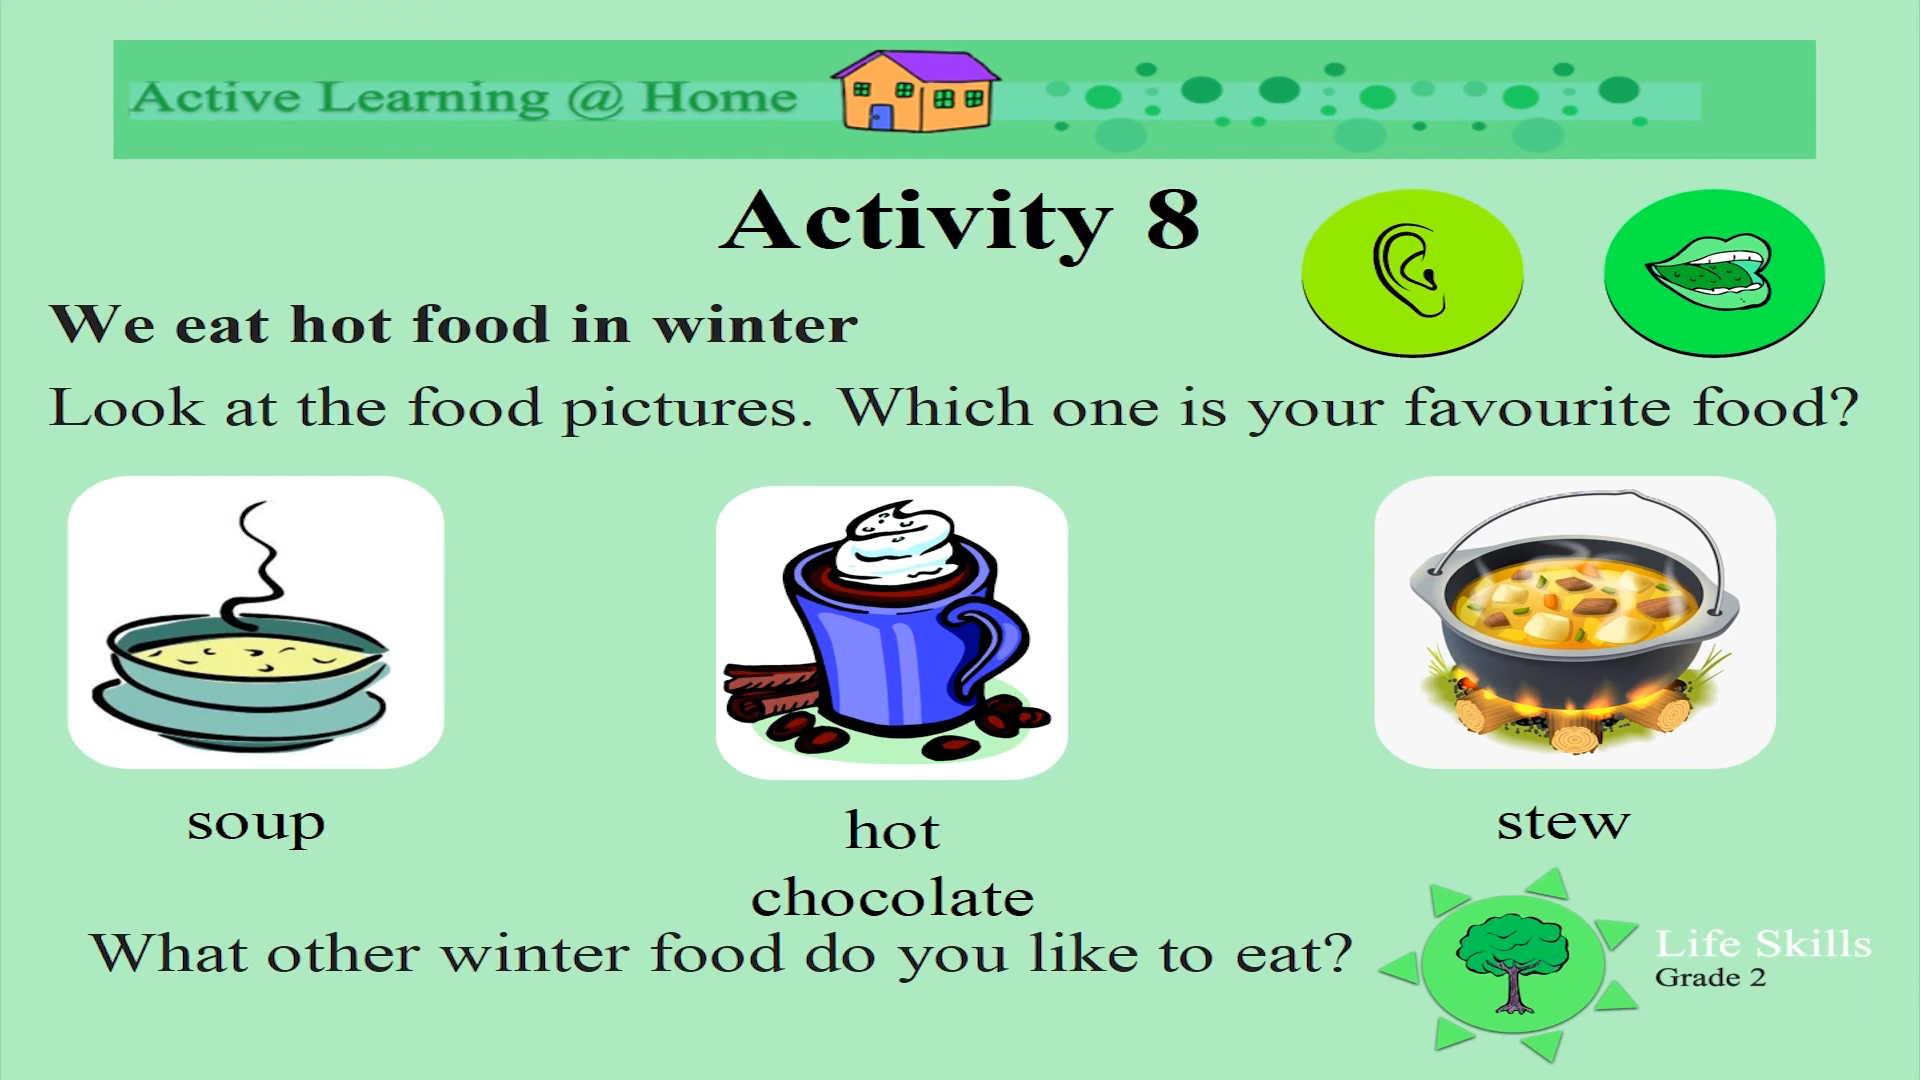 Active Learning @ Home
Activity 8
We eat hot food in winter
Look at the food pictures. Which one is your favourite food?
soup
hot
chocolate
stew
What other winter food do you like to eat?
Life Skills
Grade 2